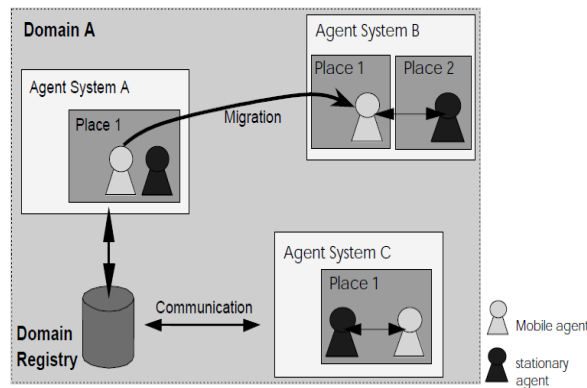 Domain A
Agent System A
Place 1
Migration
Agent System B
Place 1
Place 2
Domain
Registry
Communication
Agent System C
Place 1
Mobile agent
stationary
agent